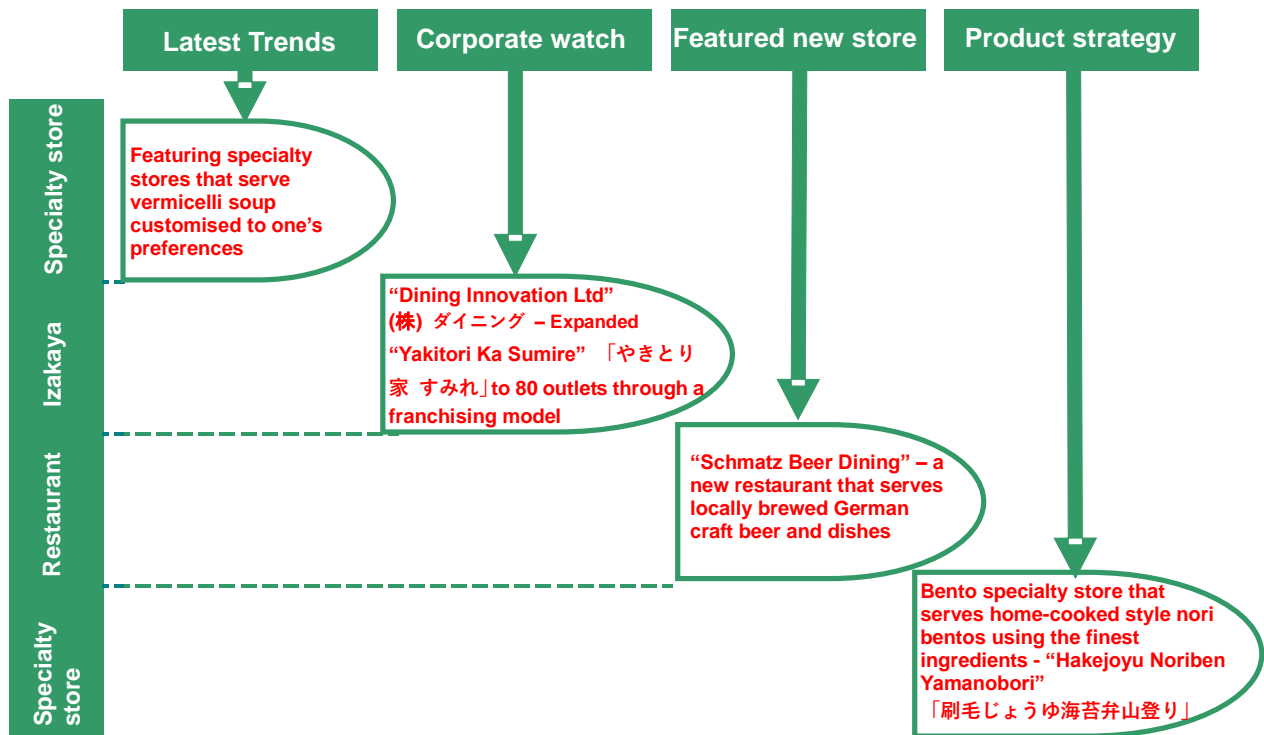 Latest Trends
Corporate watch
Featured new store
Product strategy
Specialty store
Featuring specialty
stores that serve
vermicelli soup
customised to one’s
preferences
Izakaya
“Dining Innovation Ltd”
(株) ダイニング – Expanded
“Yakitori Ka Sumire” 「やきとり
家 すみれ」to 80 outlets through a
franchising model
Restaurant
“Schmatz Beer Dining” – a
new restaurant that serves
locally brewed German
craft beer and dishes
Specialty
store
Bento specialty store that
serves home-cooked style nori
bentos using the finest
ingredients - “Hakejoyu Noriben
Yamanobori”
「刷毛じょうゆ海苔弁山登り」